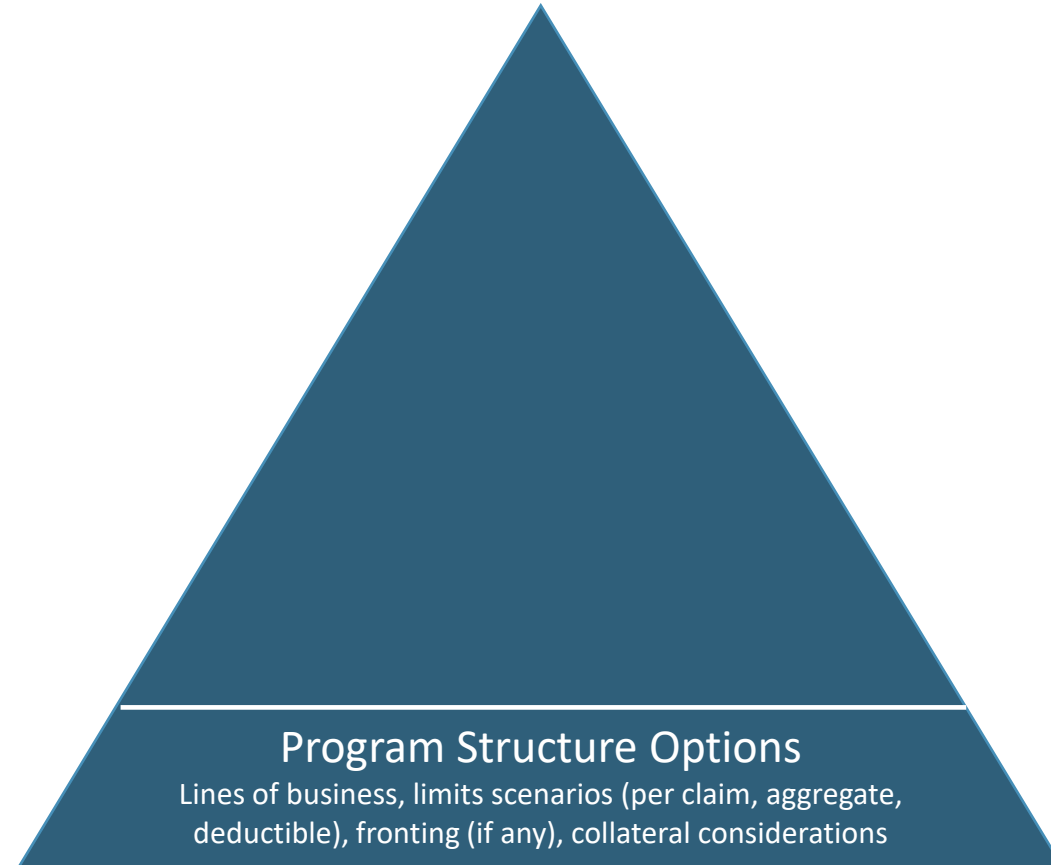 Program Structure Options
Lines of business, limits scenarios (per claim, aggregate,
deductible), fronting (if any), collateral considerations